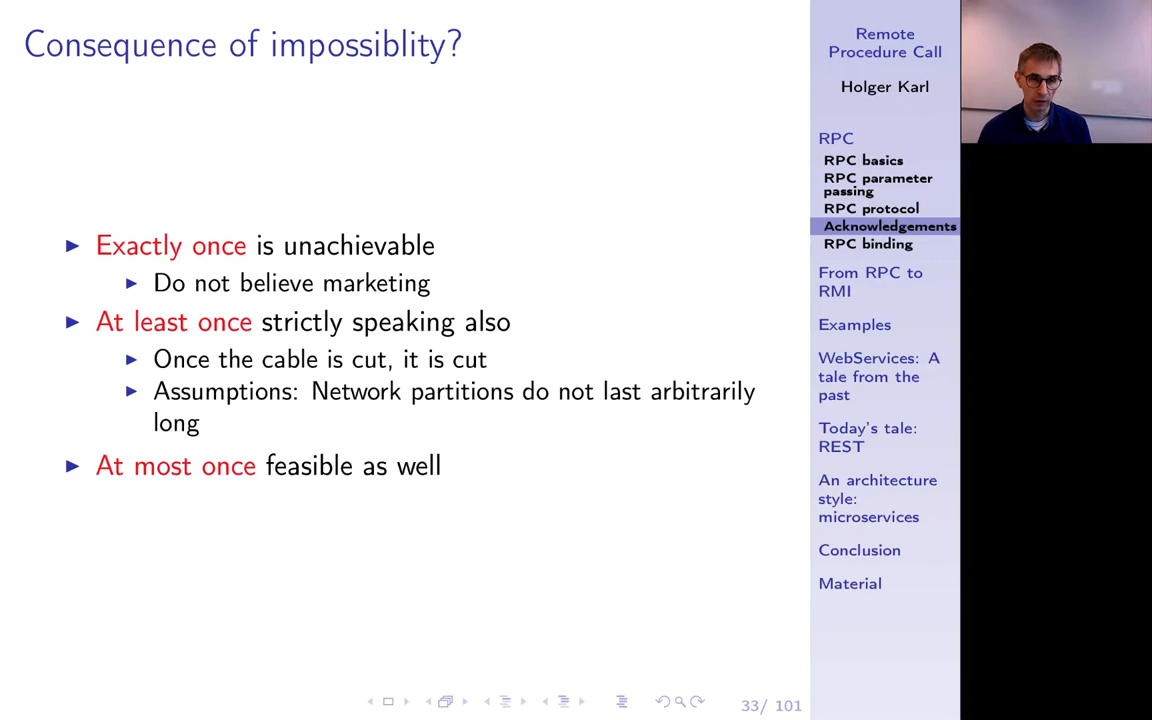 Consequence of impossiblity?
Exactly once is unachievable
Do not believe marketing
At least once strictly speaking also
Once the cable is cut, it is cut
Assumptions: Network partitions do not last arbitrarily
long
At most once feasible as well
Remote
Procedure Call
Holger Karl
RPC
RPC basics
RPC parameter
passing
RPC protocol
Acknowledgements
RPC binding
From RPC to
RMI
Examples
WebServices: A
tale from the
past
Today's tale:
REST
An architecture
style:
microservices
Conclusion
Material
33/ 101